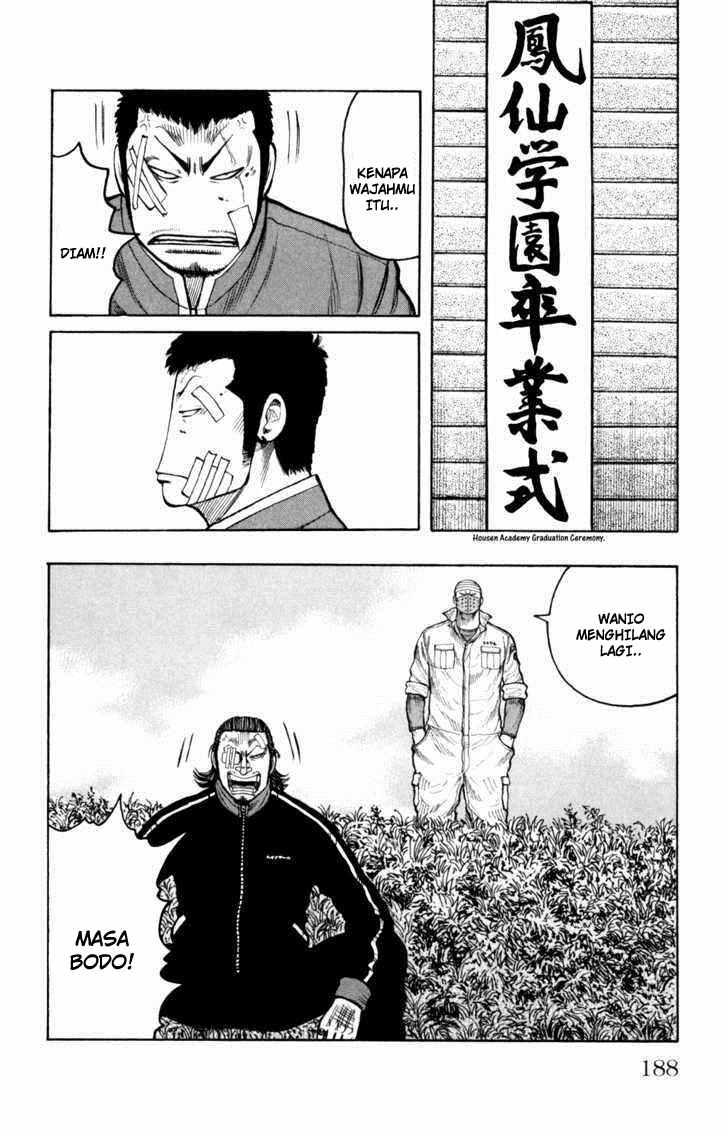 鳳仙学園卒業式
Housen Academy Graduation Ceremony.
KENAPA
WAJAHMU
ITU..
DIAM!!
WANIO
MENGHILANG
LAGI..
MASA
BODO!
188